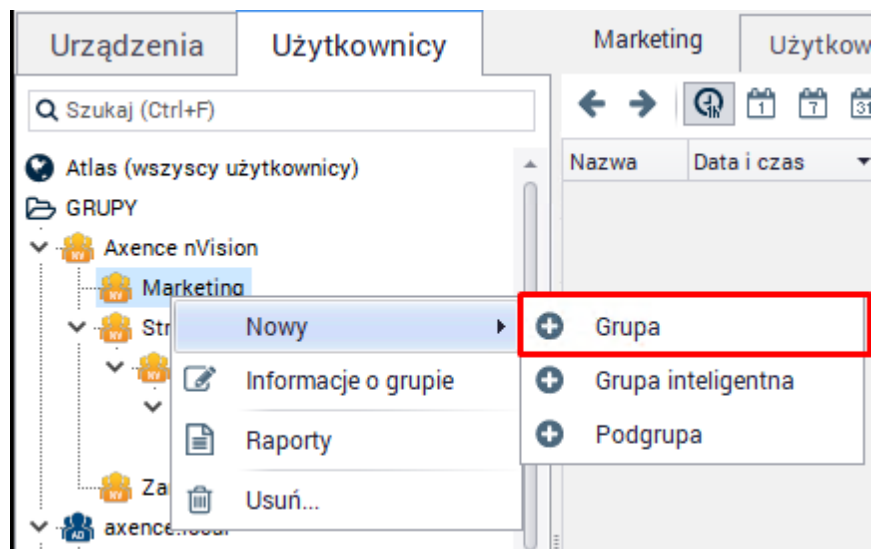 Urządzenia
Użytkownicy
Marketing
Szukaj (Ctrl+F)
Nazwa
Data i czas
Atlas (wszyscy użytkownicy)
GRUPY
Axence nVision
Marketing
Nowy
Grupa
Informacje o grupie
Grupa inteligentna
Raporty
Podgrupa
Usuń...